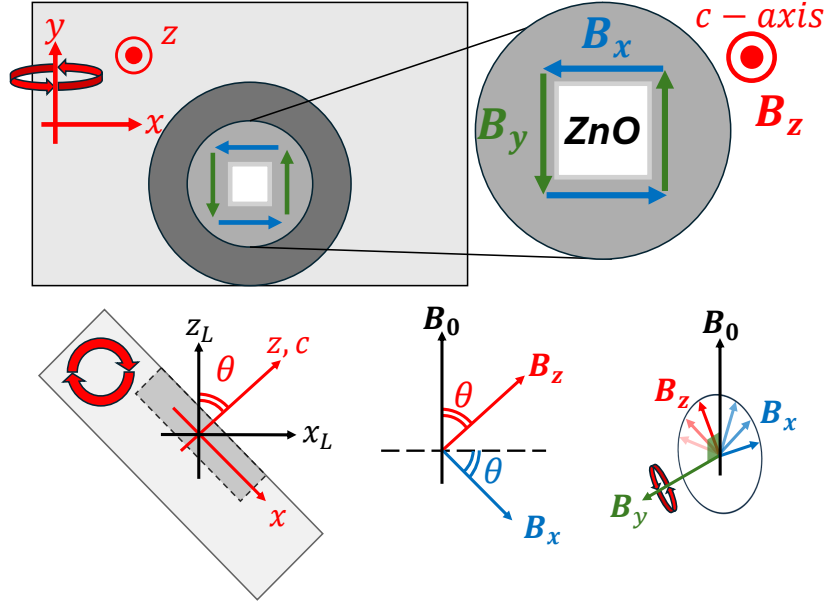 y
z
x
c − axis
B_x
B_y
ZnO
B_z
z_L
z, c
θ
x_L
x
B_0
θ
B_z
θ
B_x
B_0
B_z
B_x
B_y